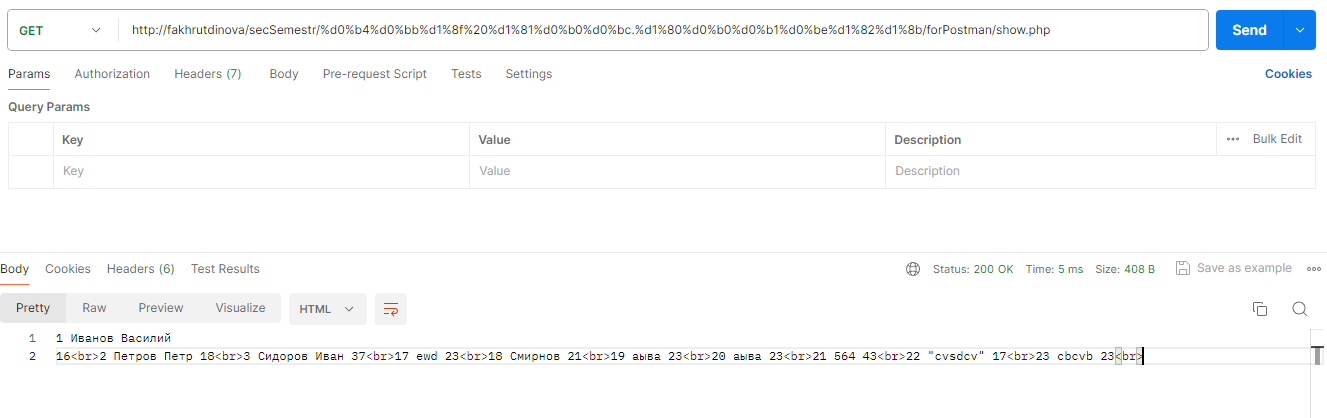 GET http://fakhrutdinova/secSemestr/%d0%b4%d0%bb%d1%8f%20%d1%81%d0%b0%d0%bc.%d1%80%d0%b0%d0%b1%d0%be%d1%82%d1%8b/forPostman/show.php Send
Params Authorization Headers (7) Body Pre-request Script Tests Settings Cookies
Query Params
Key Value Description Bulk Edit
Key Value Description
Body Cookies Headers (6) Test Results Status: 200 OK Time: 5 ms Size: 408 B Save as example
Pretty Raw Preview Visualize HTML
1 1 Иванов Василий
2 16<br>2 Петров Петр 18<br>3 Сидоров Иван 37<br>17 ewd 23<br>18 Смирнов 21<br>19 аыва 23<br>20 аыва 23<br>21 564 43<br>22 "cvsdcv" 17<br>23 cbcvb 23<br>